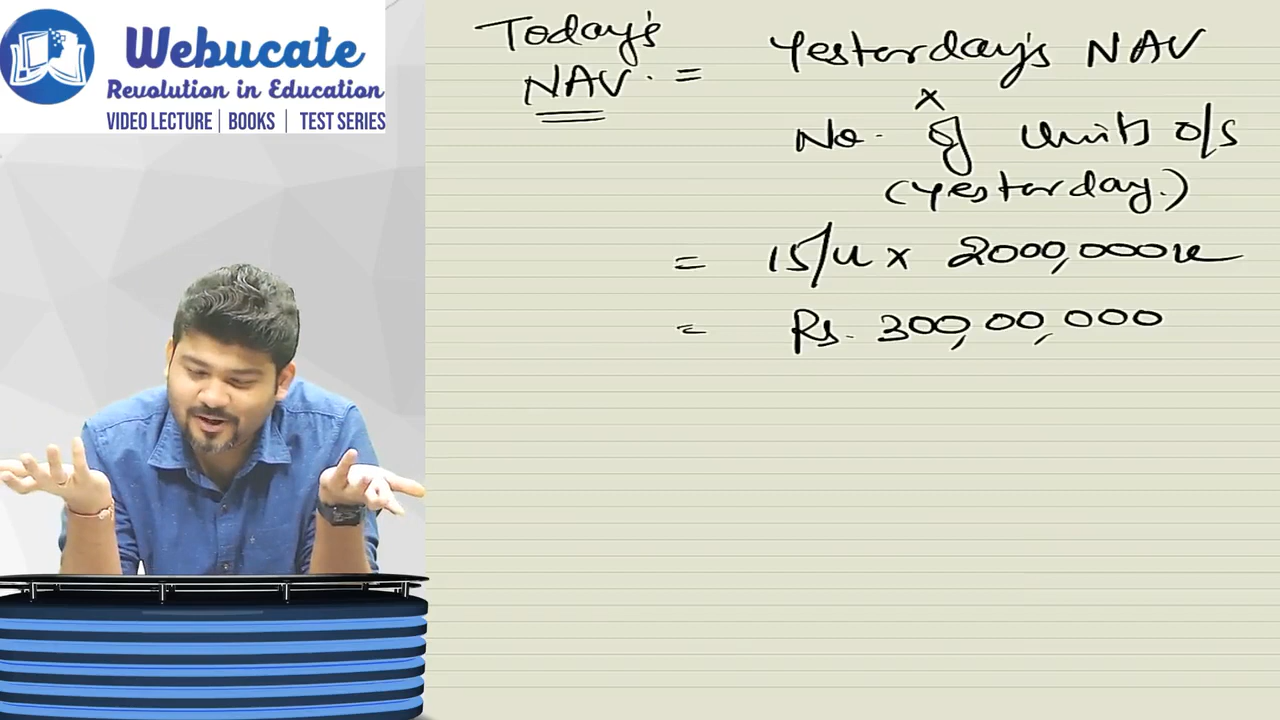 Webucate
Revolution in Education
VIDEO LECTURE | BOOKS | TEST SERIES
Today's
NAV. =
Yesterday's NAV
x
No. of Units o/s
(Yesterday.)
= 15/u x 2000,000u
= Rs. 300,00,000